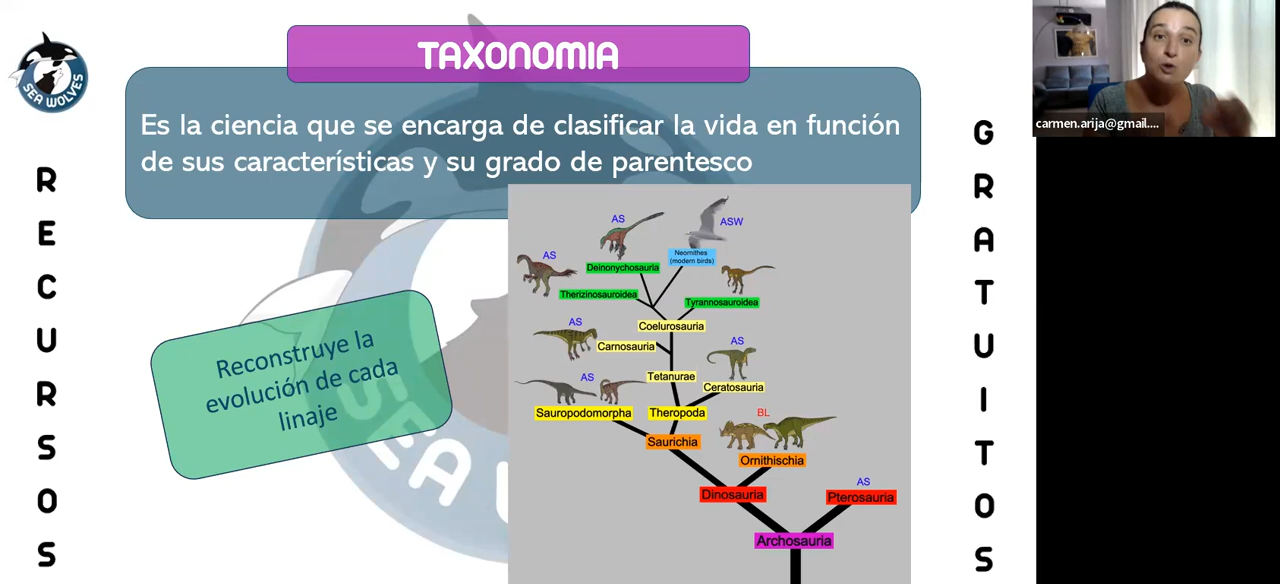 TAXONOMIA
Es la ciencia que se encarga de clasificar la vida en función
de sus características y su grado de parentesco
SEA WOLVES
RECURSOS
GRATUITOS
carmen.arija@gmail....
Reconstruye la
evolución de cada
linaje
AS
ASW
AS
Neornithes
(modern birds)
Deinonychosauria
Therizinosauroidea
Tyrannosauroidea
AS
Coelurosauria
Carnosauria
AS
Tetanurae
AS
Ceratosauria
Sauropodomorpha
Theropoda
BL
Saurichia
Ornithischia
AS
Dinosauria
Pterosauria
Archosauria
SEA W